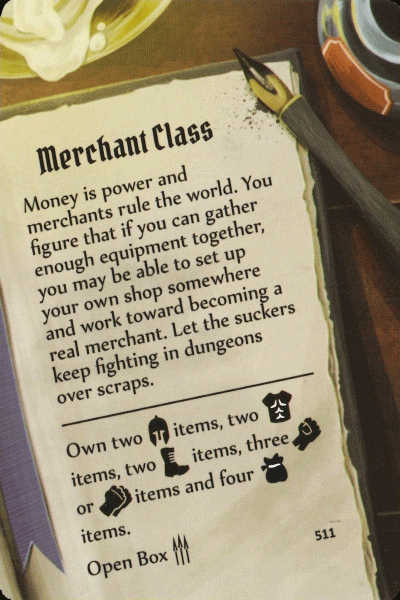 Merchant Class
Money is power and
merchants rule the world. You
figure that if you can gather
enough equipment together,
you may be able to set up
your own shop somewhere
and work toward becoming a
real merchant. Let the suckers
keep fighting in dungeons
over scraps.
Own two items, two
items, two items, three
or items and four
items.
Open Box
511